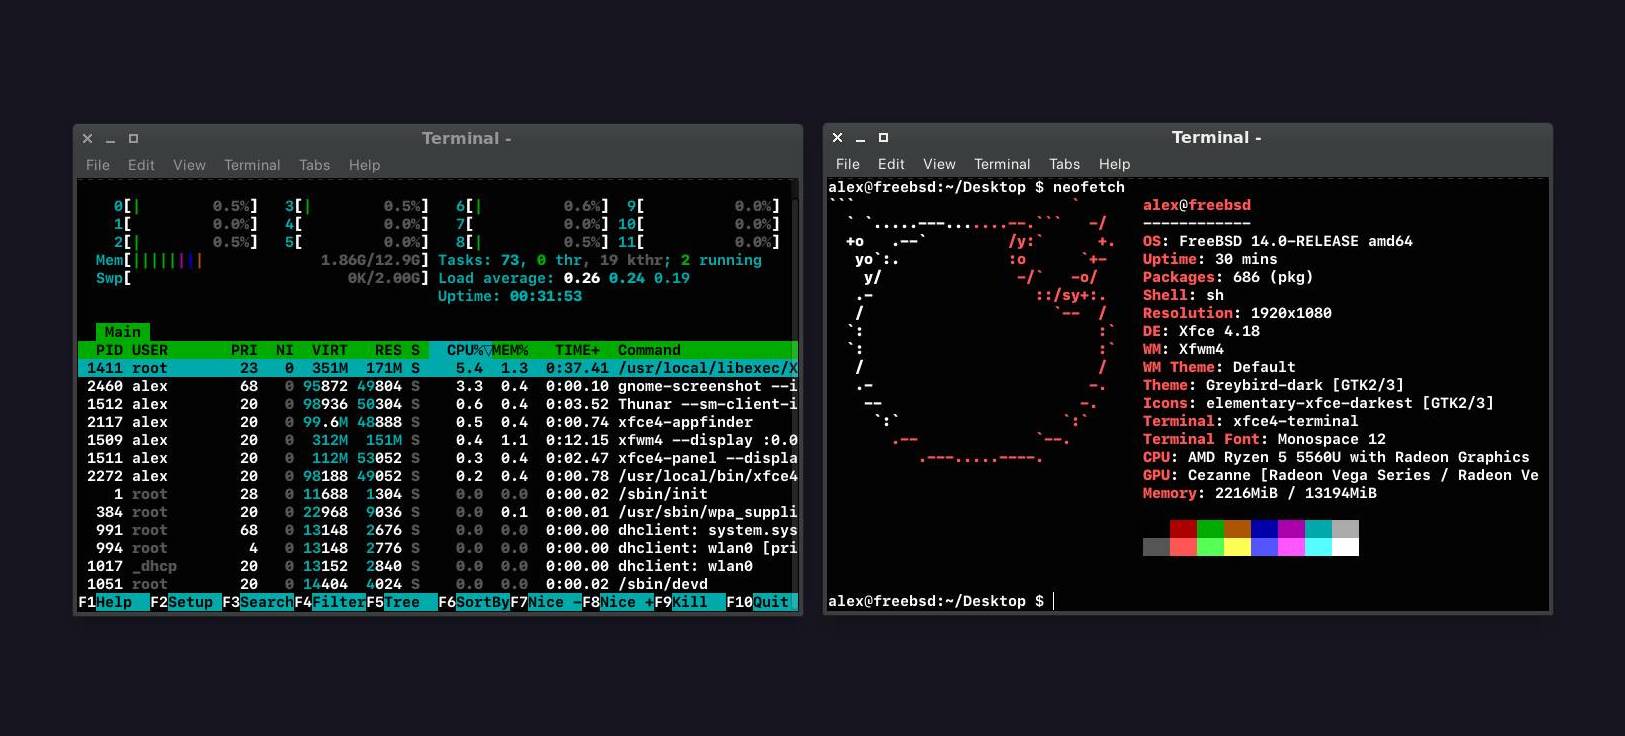 Terminal -
File Edit View Terminal Tabs Help
0[| 0.5%] 3[| 0.5%] 6[| 0.6%] 9[ 0.0%]
1[ 0.0%] 4[ 0.0%] 7[ 0.0%] 10[ 0.0%]
2[| 0.5%] 5[ 0.0%] 8[| 0.5%] 11[ 0.0%]
Mem[|||||||| 1.86G/12.9G] Tasks: 73, 0 thr, 19 kthr; 2 running
Swp[ 0K/2.00G] Load average: 0.26 0.24 0.19
Uptime: 00:31:53
Main
PID USER PRI NI VIRT RES S CPU%▽MEM% TIME+ Command
1411 root 23 0 351M 171M S 5.4 1.3 0:37.41 /usr/local/libexec/X
2460 alex 68 0 95872 49804 S 3.3 0.4 0:00.10 gnome-screenshot --i
1512 alex 20 0 98936 50304 S 0.6 0.4 0:03.52 Thunar --sm-client-i
2117 alex 20 0 99.6M 48888 S 0.5 0.4 0:00.74 xfce4-appfinder
1509 alex 20 0 312M 151M S 0.4 1.1 0:12.15 xfwm4 --display :0.0
1511 alex 20 0 112M 53052 S 0.3 0.4 0:02.47 xfce4-panel --displa
2272 alex 20 0 98188 49052 S 0.2 0.4 0:00.78 /usr/local/bin/xfce4
1 root 28 0 11688 1304 S 0.0 0.0 0:00.02 /sbin/init
384 root 20 0 22968 9036 S 0.0 0.1 0:00.01 /usr/sbin/wpa_suppli
991 root 68 0 13148 2676 S 0.0 0.0 0:00.00 dhclient: system.sys
994 root 4 0 13148 2776 S 0.0 0.0 0:00.00 dhclient: wlan0 [pri
1017 _dhcp 20 0 13152 2840 S 0.0 0.0 0:00.00 dhclient: wlan0
1051 root 20 0 14404 4024 S 0.0 0.0 0:00.02 /sbin/devd
F1Help F2Setup F3SearchF4FilterF5Tree F6SortByF7Nice -F8Nice +F9Kill F10Quit
Terminal -
File Edit View Terminal Tabs Help
alex@freebsd:~/Desktop $ neofetch
alex@freebsd
------------
OS: FreeBSD 14.0-RELEASE amd64
Uptime: 30 mins
Packages: 686 (pkg)
Shell: sh
Resolution: 1920x1080
DE: Xfce 4.18
WM: Xfwm4
WM Theme: Default
Theme: Greybird-dark [GTK2/3]
Icons: elementary-xfce-darkest [GTK2/3]
Terminal: xfce4-terminal
Terminal Font: Monospace 12
CPU: AMD Ryzen 5 5560U with Radeon Graphics
GPU: Cezanne [Radeon Vega Series / Radeon Ve
Memory: 2216MiB / 13194MiB
alex@freebsd:~/Desktop $